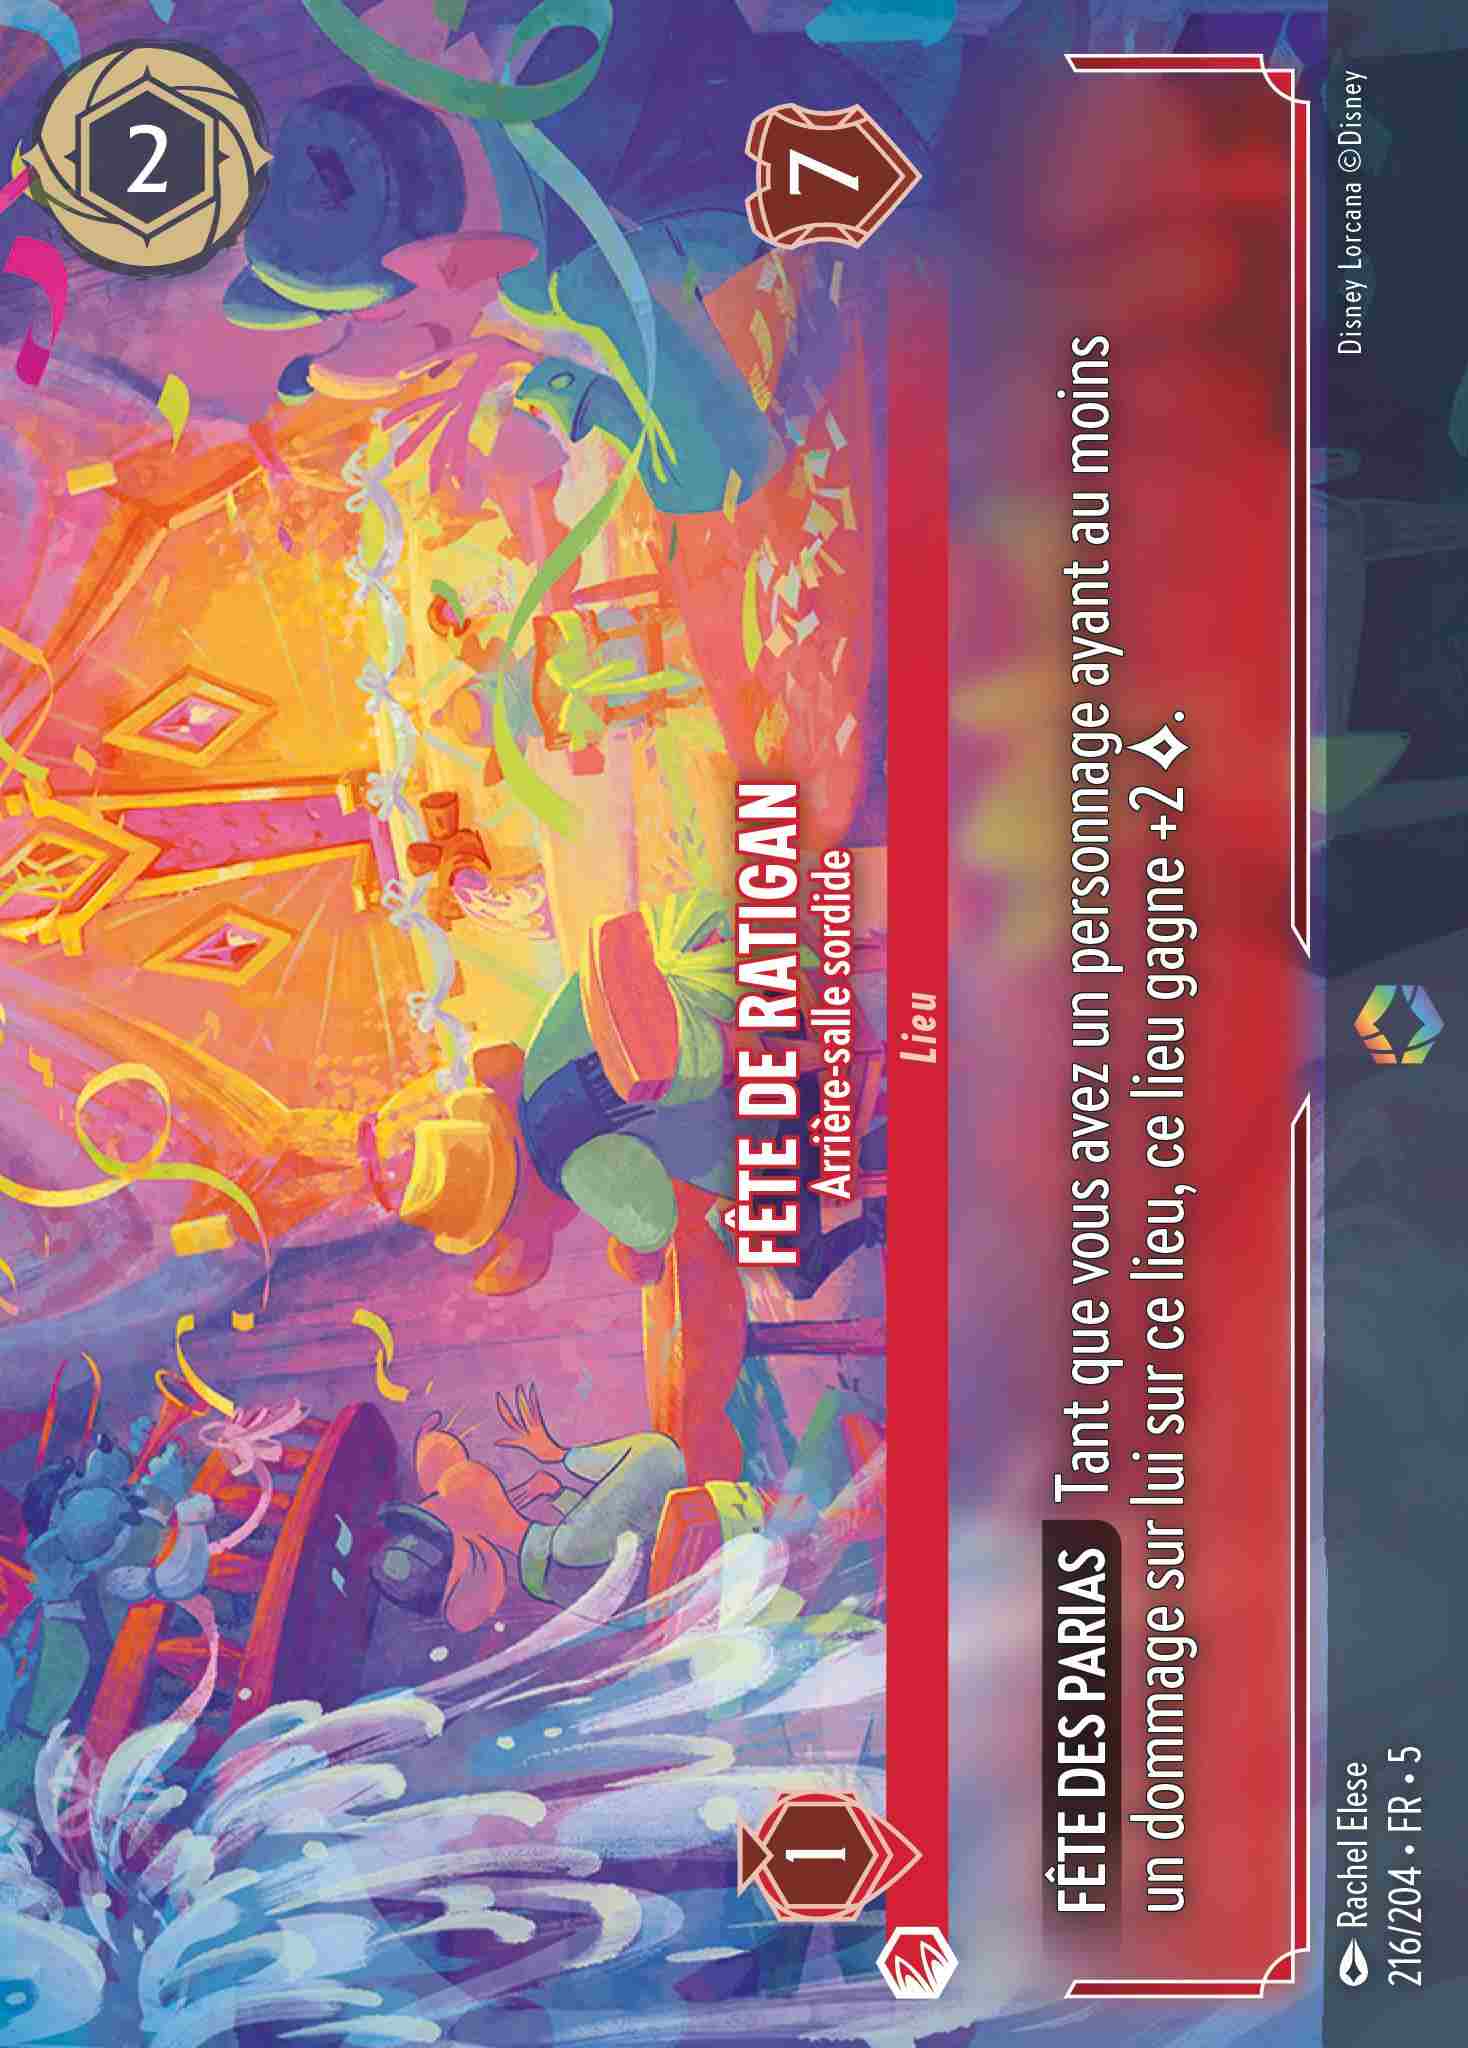 2
FÊTE DE RATIGAN
Arrière-salle sordide
1
7
Lieu
FÊTE DES PARIAS Tant que vous avez un personnage ayant au moins
un dommage sur lui sur ce lieu, ce lieu gagne +2 .
Rachel Elese
Disney Lorcana ©Disney
216/204 • FR • 5